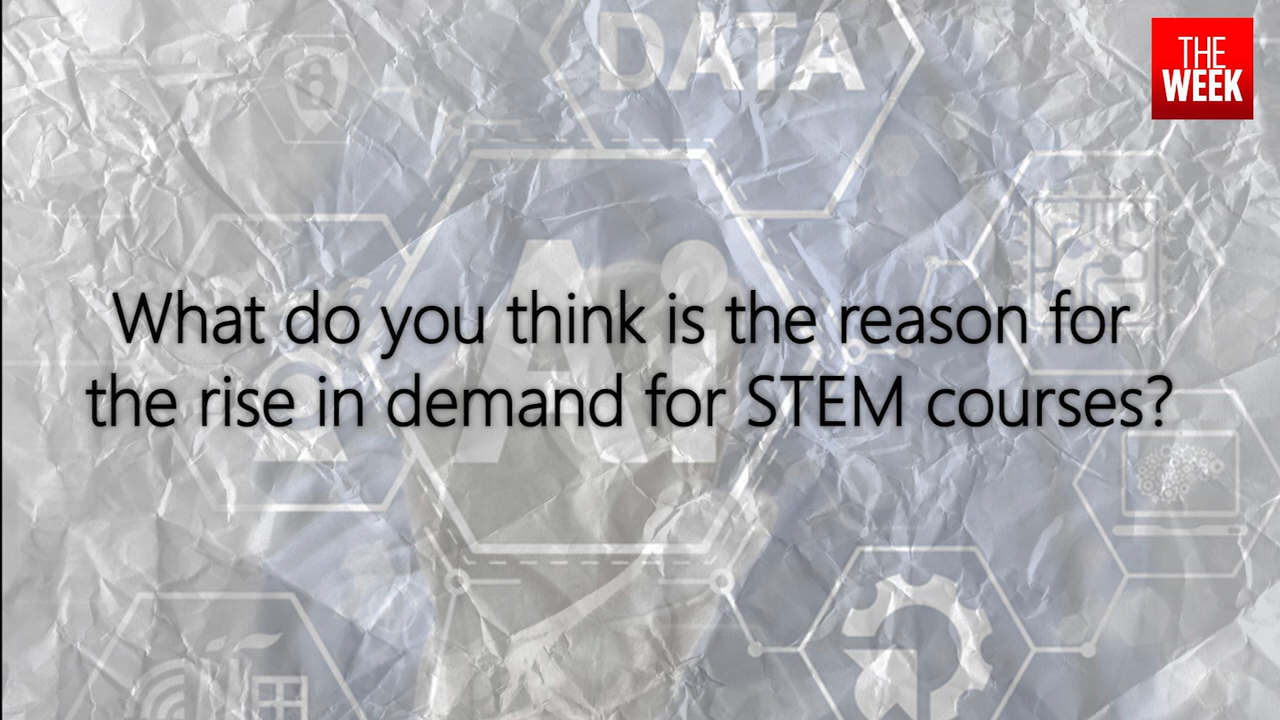 DATA
THE
WEEK
Ai
What do you think is the reason for
the rise in demand for STEM courses?